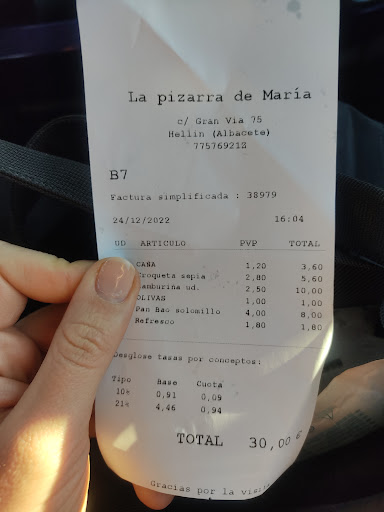 La pizarra de María
c/ Gran Via 75
Hellin (Albacete)
77576921Z
B7
Factura simplificada : 38979
24/12/2022 16:04
UD ARTICULO PVP TOTAL
CAÑA 1,20 3,60
Croqueta sepia 2,80 5,60
Zamburiña ud. 2,50 10,00
OLIVAS 1,00 1,00
Pan Bao solomillo 4,00 8,00
Refresco 1,80 1,80
Desglose tasas por conceptos:
Tipo Base Cuota
10% 0,91 0,09
21% 4,46 0,94
TOTAL 30,00 €
Gracias por la visita